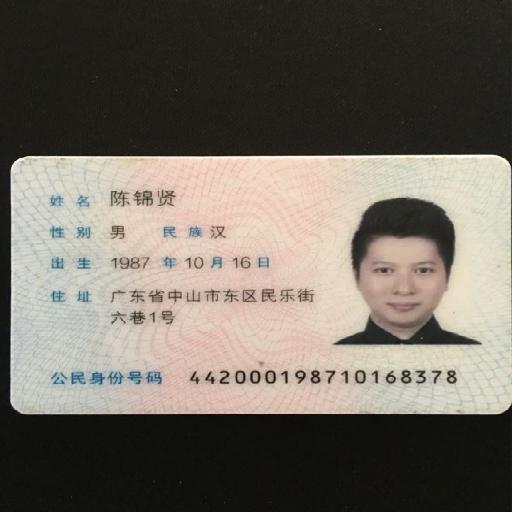 姓名 陈锦贤
性别 男 民族 汉
出生 1987 年 10 月 16 日
住址 广东省中山市东区民乐街
六巷1号
公民身份号码 442000198710168378